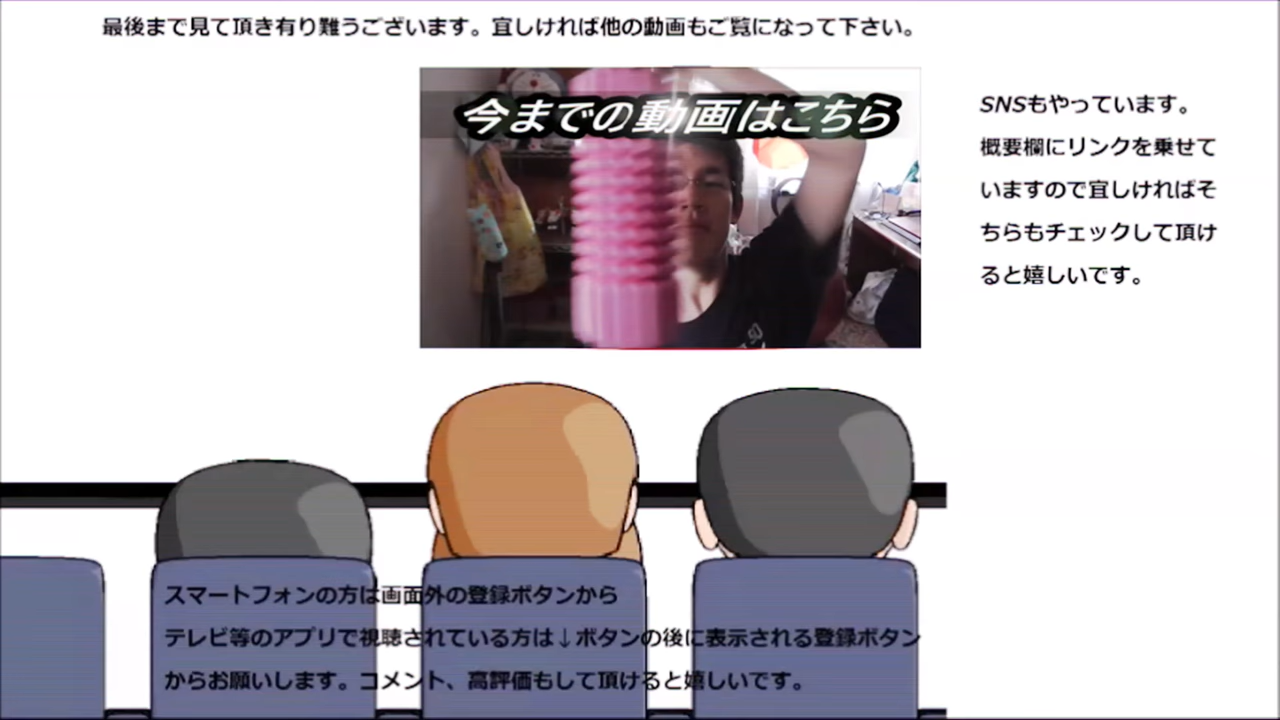 最後まで見て頂き有り難うございます。宜しければ他の動画もご覧になって下さい。
今までの動画はこちら
SNSもやっています。
概要欄にリンクを乗せて
いますので宜しければそ
ちらもチェックして頂け
ると嬉しいです。
スマートフォンの方は画面外の登録ボタンから
テレビ等のアプリで視聴されている方は↓ボタンの後に表示される登録ボタン
からお願いします。コメント、高評価もして頂けると嬉しいです。